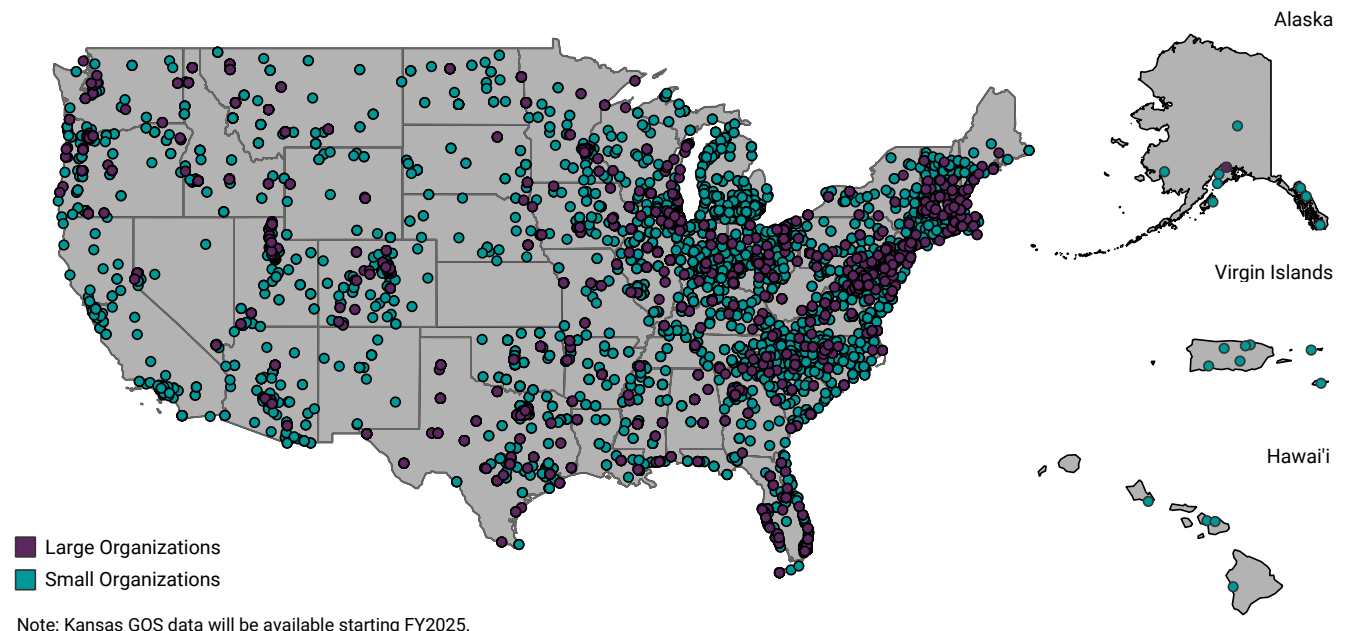 Alaska
Virgin Islands
Hawai'i
Large Organizations
Small Organizations
Note: Kansas GOS data will be available starting FY2025.